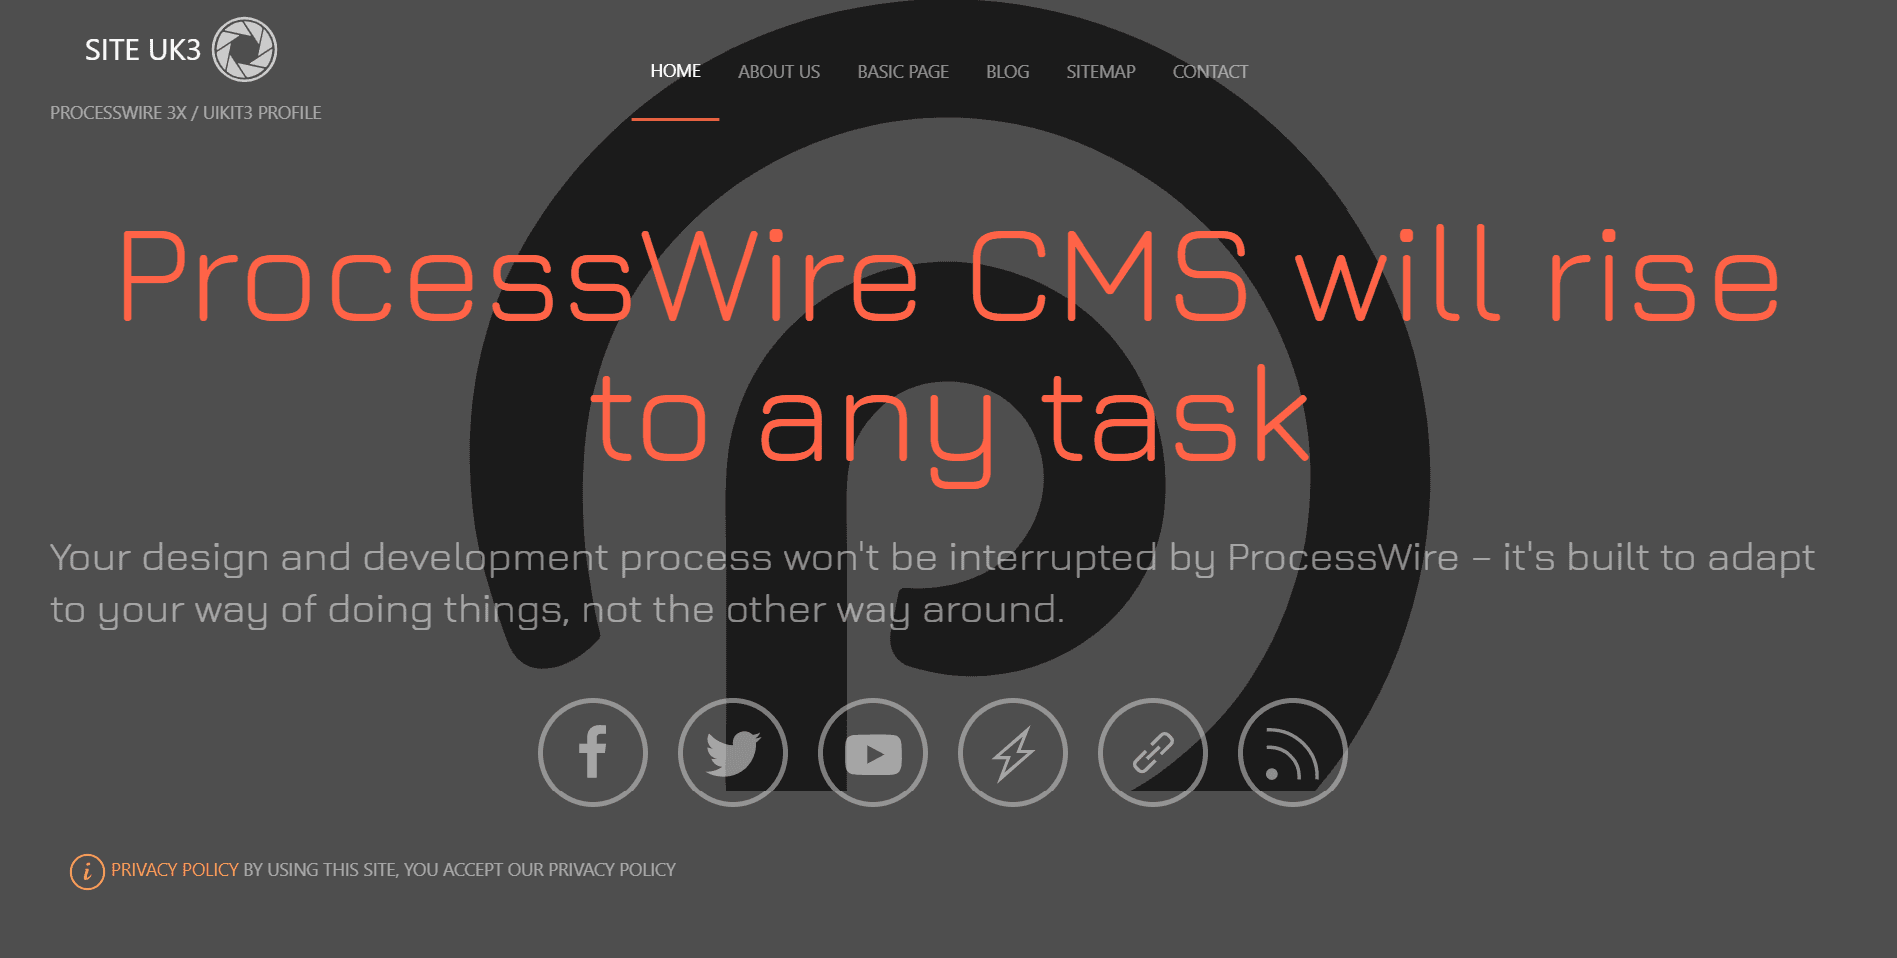 SITE UK3
PROCESSWIRE 3X / UIKIT3 PROFILE
HOME ABOUT US BASIC PAGE BLOG SITEMAP CONTACT
ProcessWire CMS will rise
to any task
Your design and development process won't be interrupted by ProcessWire – it's built to adapt
to your way of doing things, not the other way around.
PRIVACY POLICY BY USING THIS SITE, YOU ACCEPT OUR PRIVACY POLICY